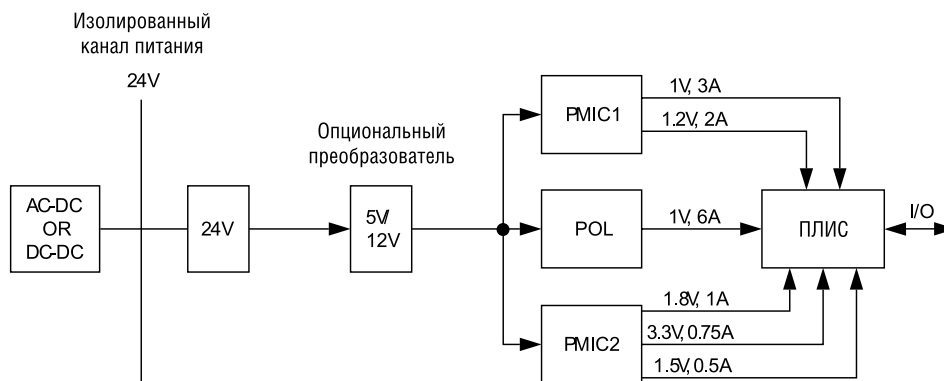 Изолированный
канал питания
24V
Опциональный
преобразователь
AC-DC
OR
DC-DC
24V
5V/
12V
PMIC1
1V, 3A
1.2V, 2A
POL
1V, 6A
ПЛИС
I/O
PMIC2
1.8V, 1A
3.3V, 0.75A
1.5V, 0.5A